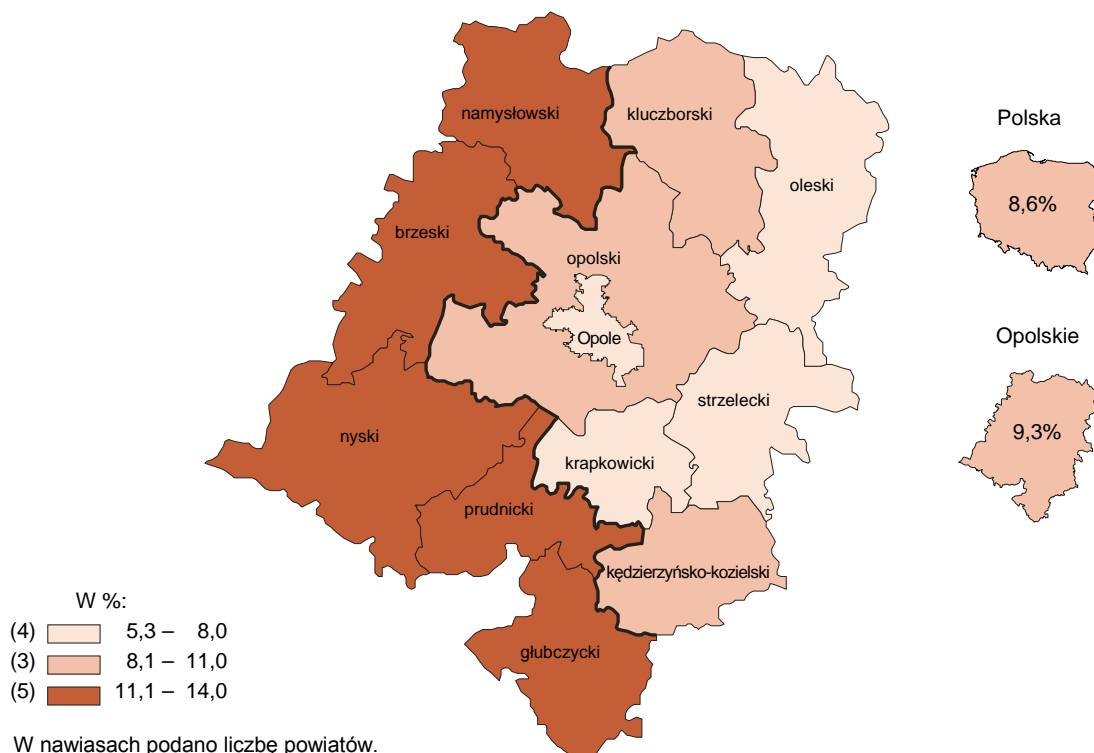 namysłowski
kluczborski
oleski
brzeski
opolski
Opole
strzelecki
nyski
krapkowicki
prudnicki
kędzierzyńsko-kozielski
głubczycki
Polska
8,6%
Opolskie
9,3%
W %:
(4) 5,3 – 8,0
(3) 8,1 – 11,0
(5) 11,1 – 14,0
W nawiasach podano liczbę powiatów.